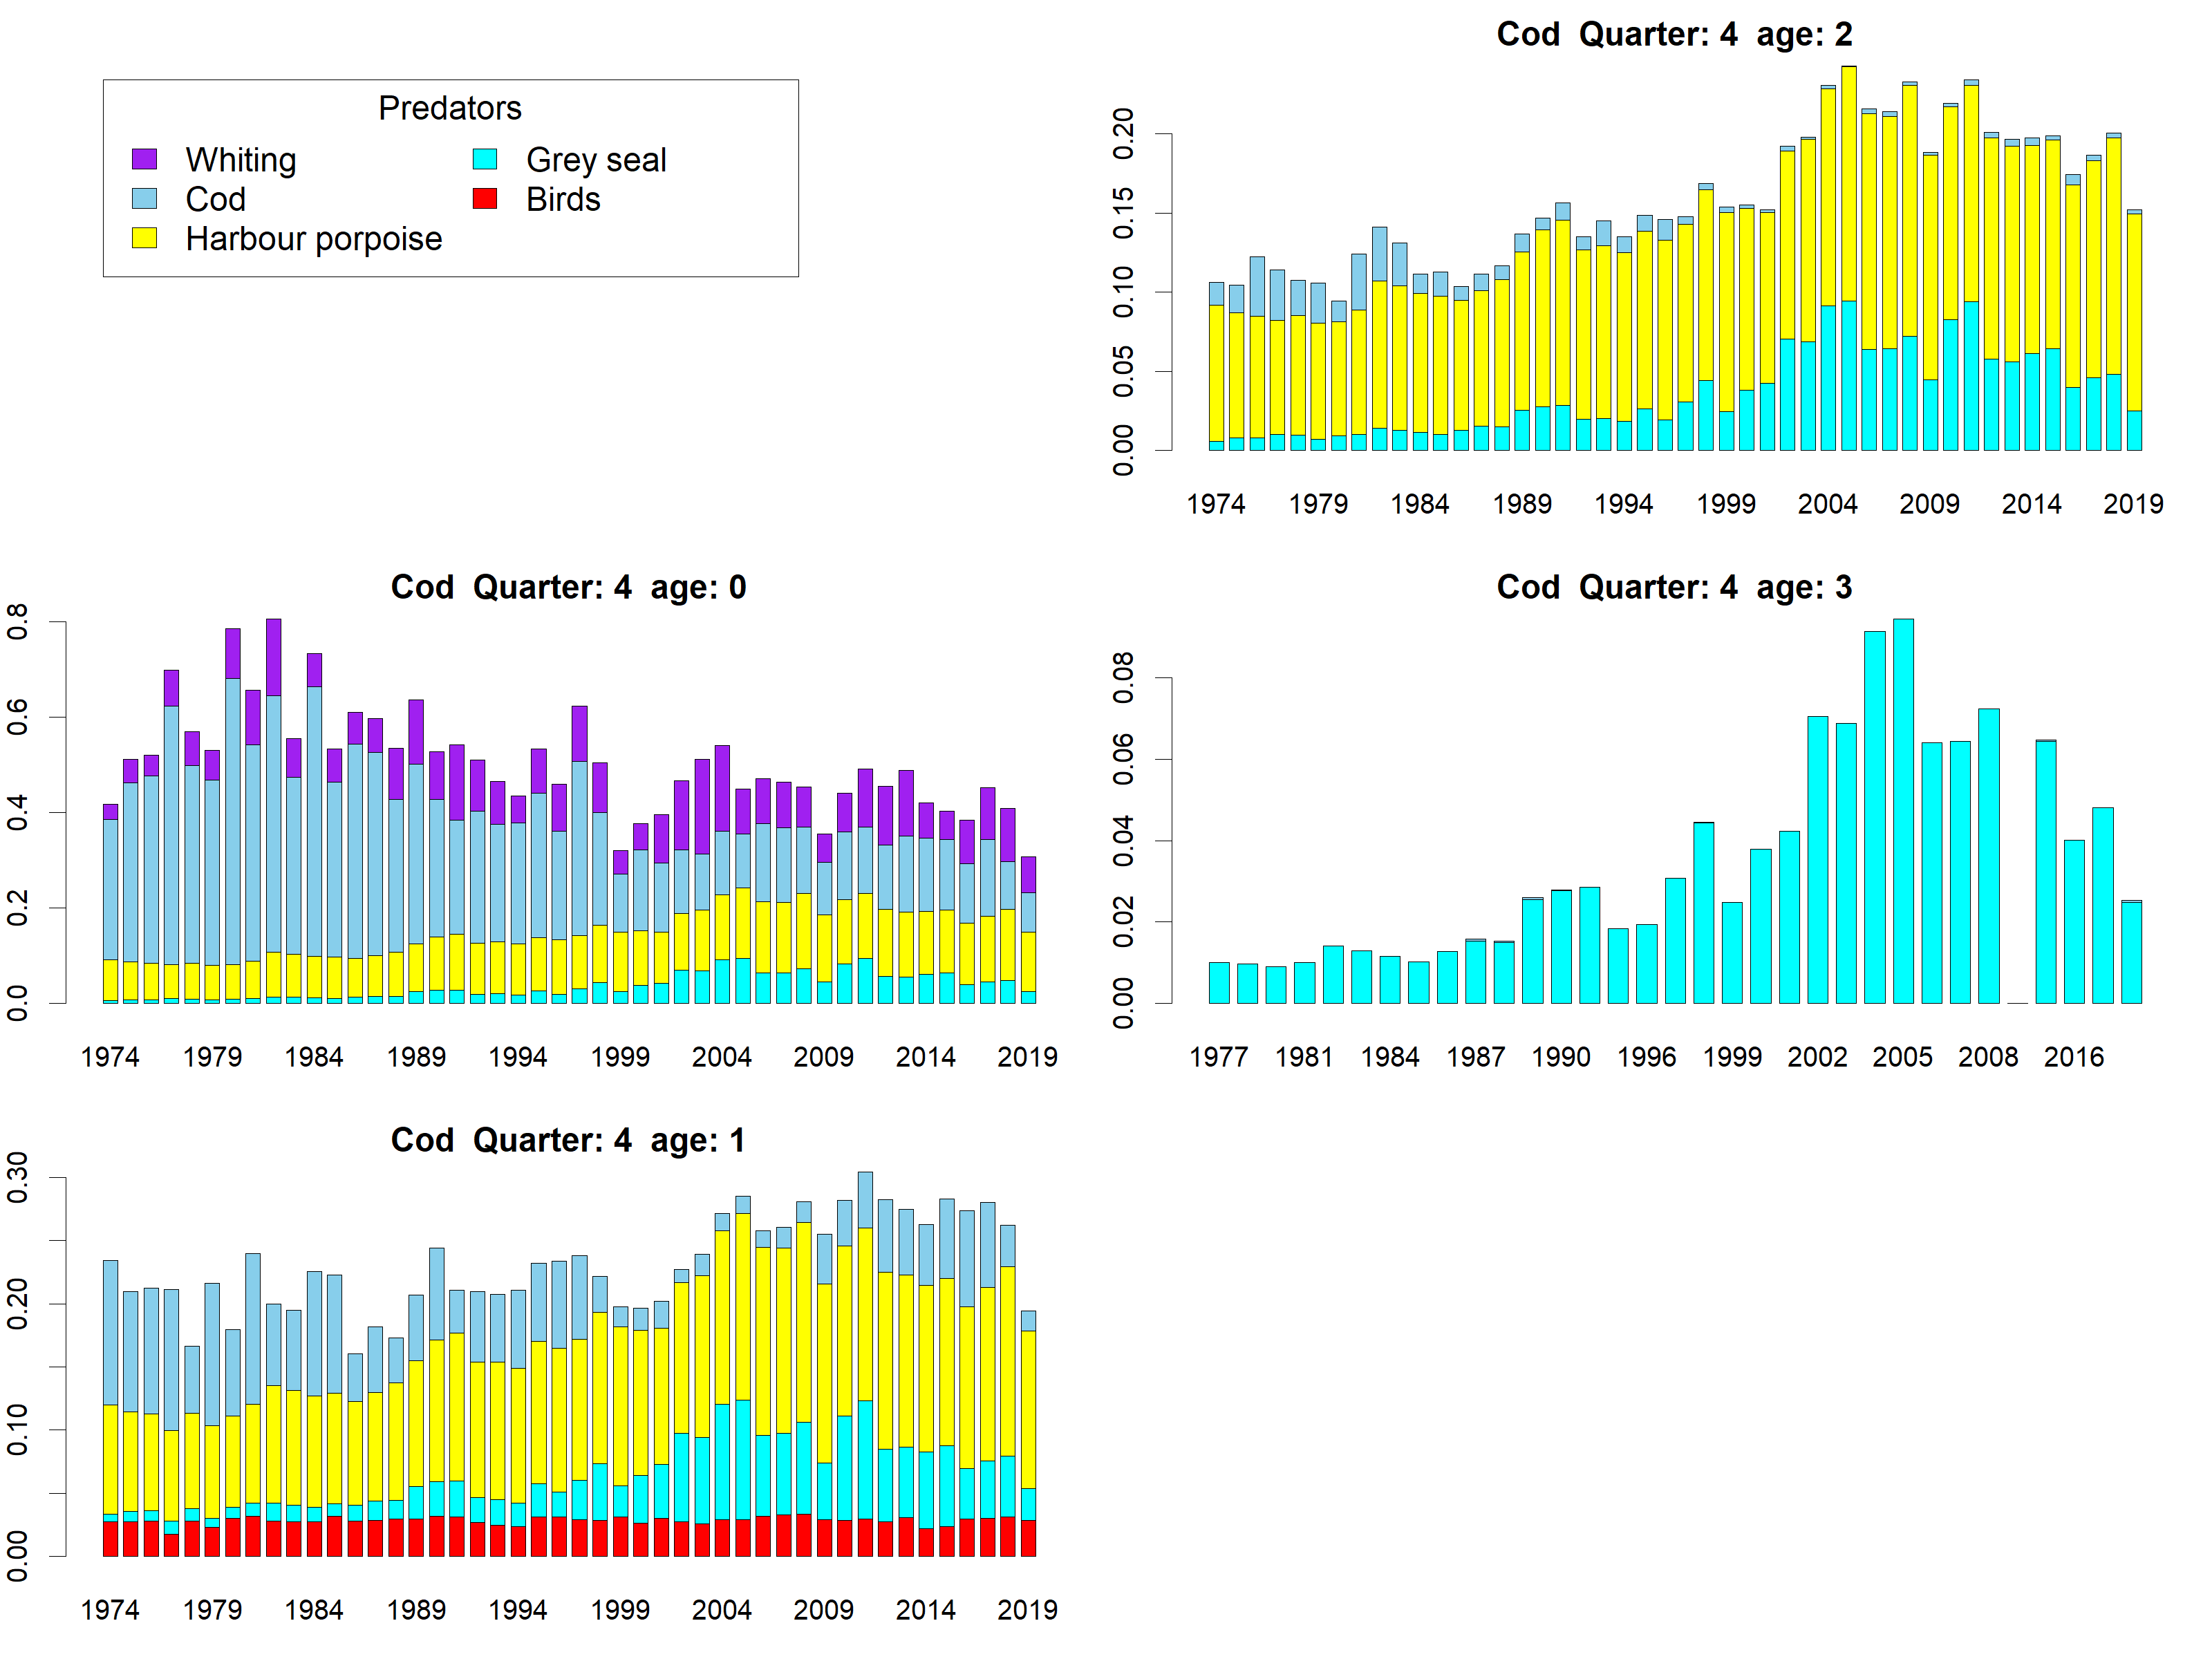 Predators
Whiting
Cod
Harbour porpoise
Grey seal
Birds
Cod Quarter: 4 age: 2
0.00 0.05 0.10 0.15 0.20
1974 1979 1984 1989 1994 1999 2004 2009 2014 2019
Cod Quarter: 4 age: 0
0.0 0.2 0.4 0.6 0.8
1974 1979 1984 1989 1994 1999 2004 2009 2014 2019
Cod Quarter: 4 age: 3
0.00 0.02 0.04 0.06 0.08
1977 1981 1984 1987 1990 1996 1999 2002 2005 2008 2016
Cod Quarter: 4 age: 1
0.00 0.10 0.20 0.30
1974 1979 1984 1989 1994 1999 2004 2009 2014 2019